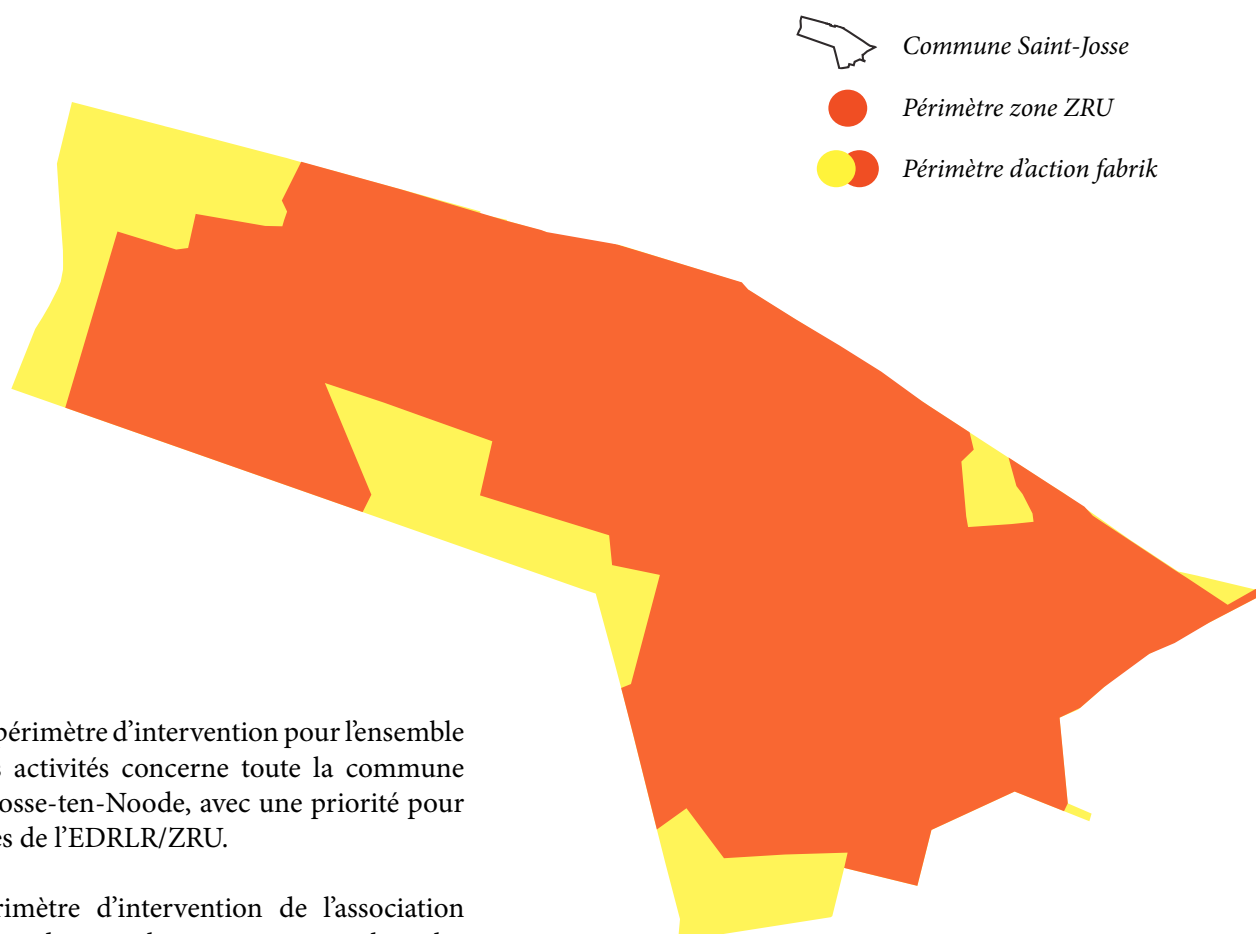 Commune Saint-Josse
Périmètre zone ZRU
Périmètre d'action fabrik
périmètre d'intervention pour l'ensemble
activités concerne toute la commune
osse-ten-Noode, avec une priorité pour
es de l'EDRLR/ZRU.
rimètre d'intervention de l'association